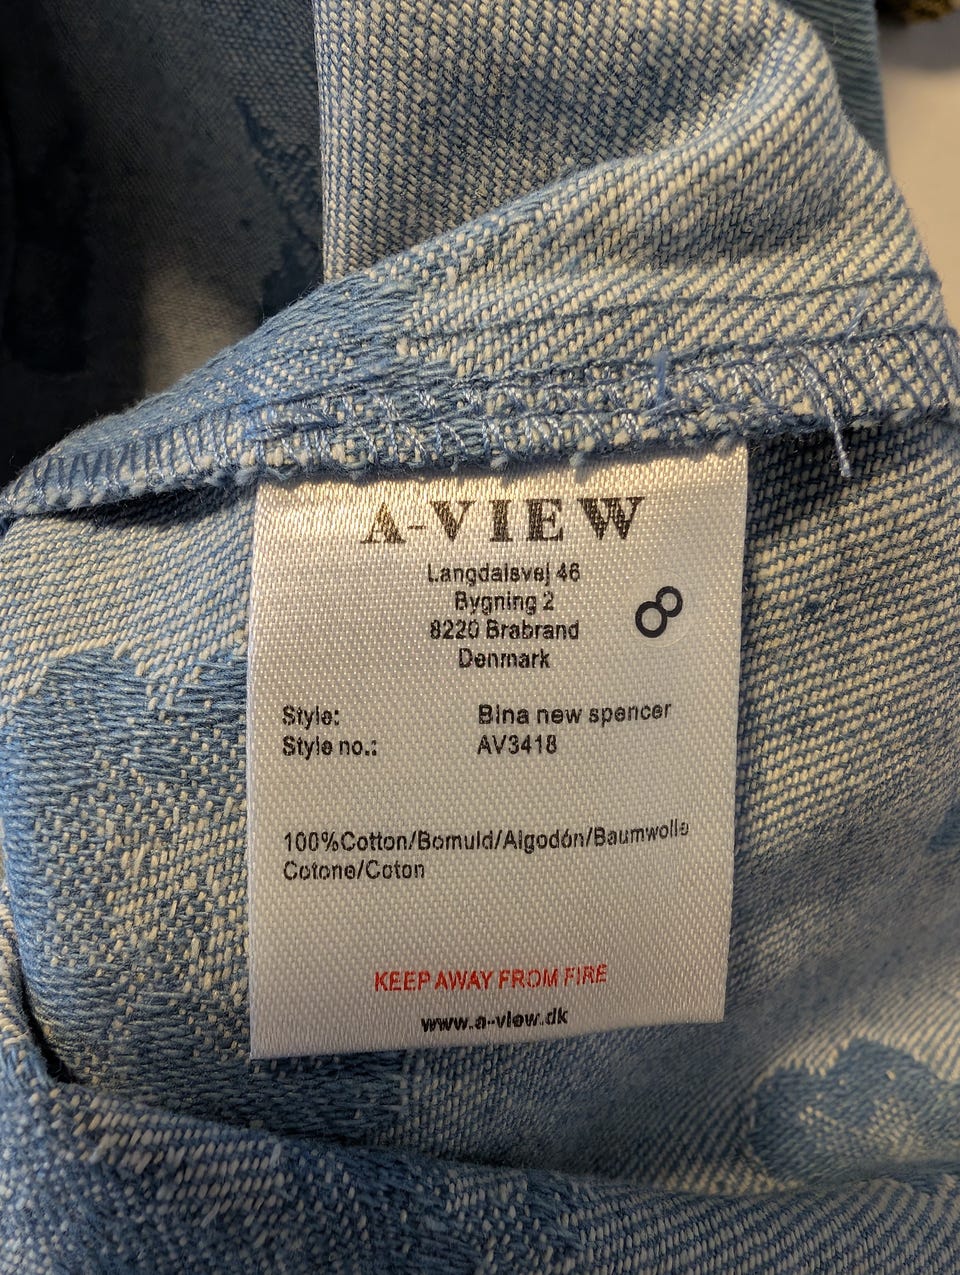 A-VIEW
Langdalsvej 46
Bygning 2
8220 Brabrand
Denmark
8
Style: Bina new spencer
Style no.: AV3418
100%Cotton/Bomuld/Algodón/Baumwolle
Cotone/Coton
KEEP AWAY FROM FIRE
www.a-view.dk